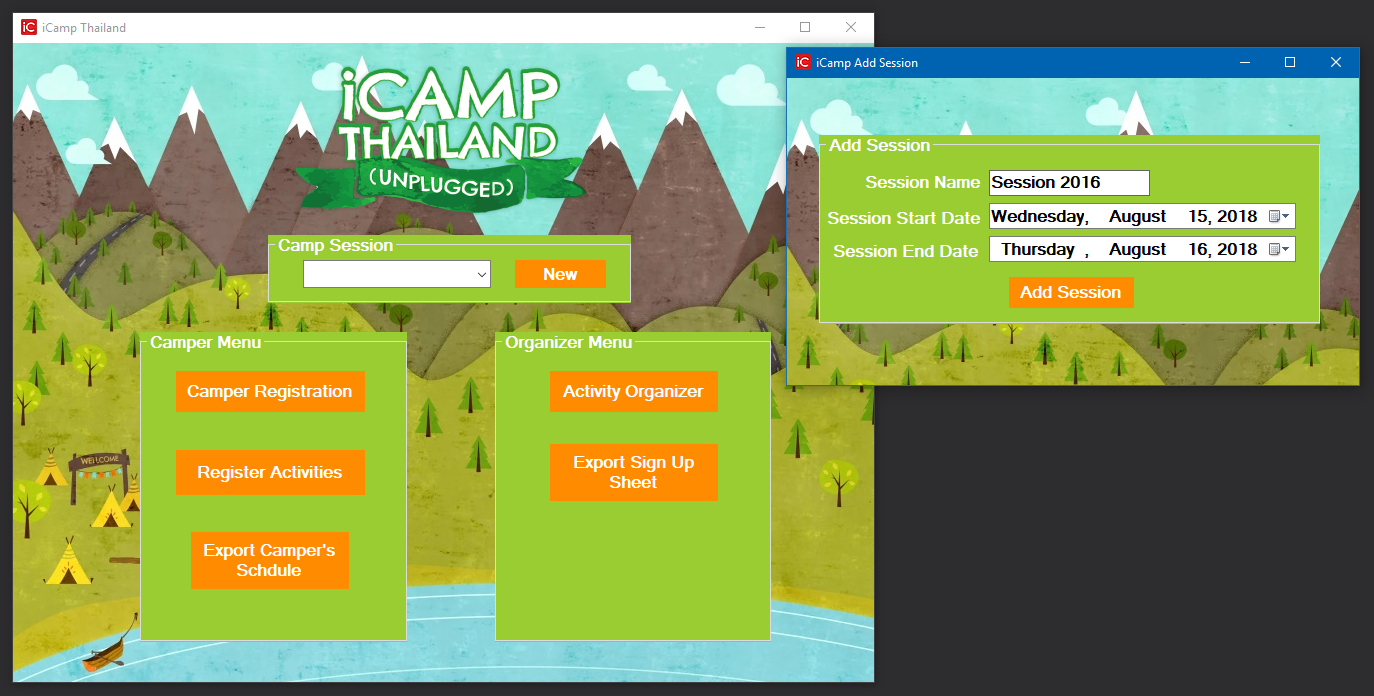 iC iCamp Thailand
iCAMP
THAILAND
(UNPLUGGED)
Camp Session
New
Camper Menu
Camper Registration
Register Activities
Export Camper's
Schdule
Organizer Menu
Activity Organizer
Export Sign Up
Sheet
WELCOME
iC iCamp Add Session
Add Session
Session Name Session 2016
Session Start Date Wednesday, August 15, 2018
Session End Date Thursday , August 16, 2018
Add Session